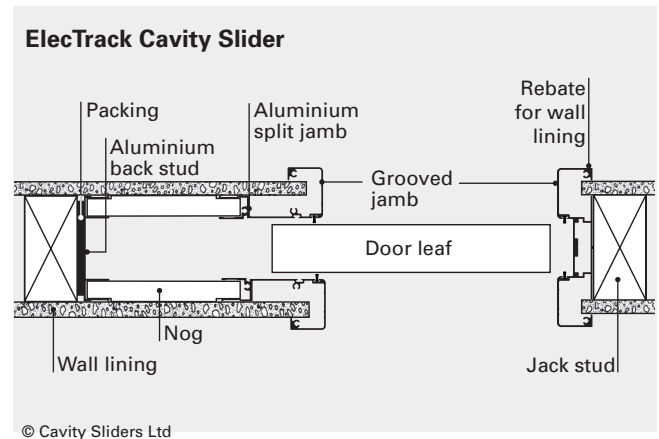 ElecTrack Cavity Slider
Packing
Aluminium
back stud
Aluminium
split jamb
Rebate
for wall
lining
Grooved
jamb
Door leaf
Nog
Wall lining
Jack stud
© Cavity Sliders Ltd